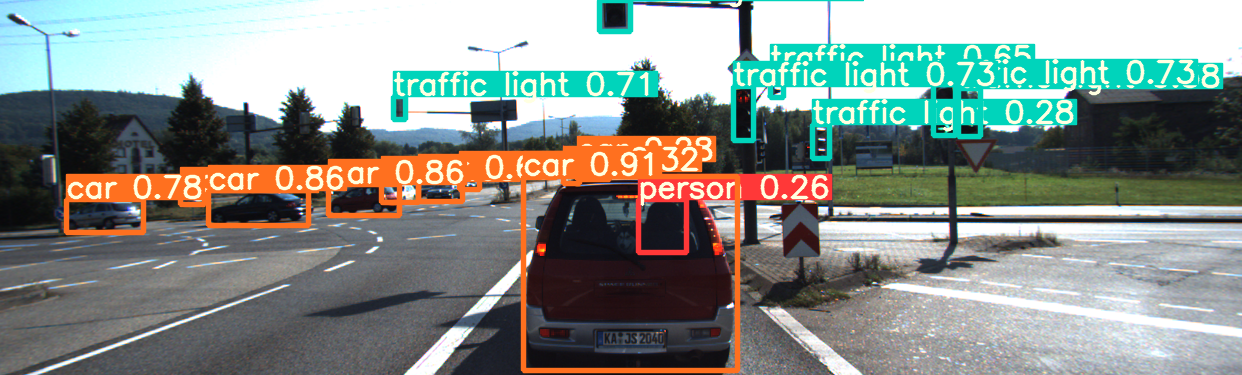 traffic light 0.65
traffic light 0.71
traffic light 0.73
ic light 0.73
8
traffic light 0.28
car 0.91
32
car 0.78
car 0.86
ar 0.86
person 0.26
KA JS 2040